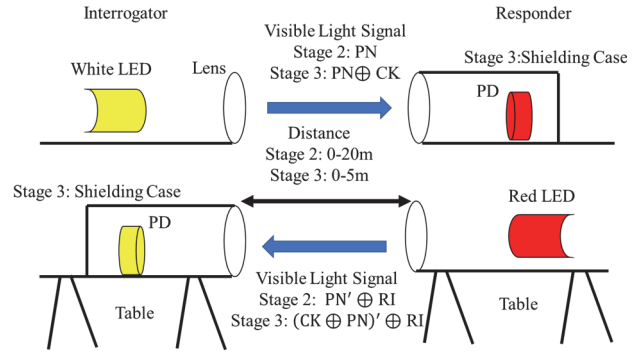 Interrogator
Responder
Visible Light Signal
Stage 2: PN
Stage 3: PN⊕ CK
Stage 3:Shielding Case
White LED
Lens
PD
Distance
Stage 2: 0-20m
Stage 3: 0-5m
Stage 3: Shielding Case
PD
Red LED
Visible Light Signal
Stage 2: PN′ ⊕ RI
Stage 3: (CK ⊕ PN)′ ⊕ RI
Table
Table